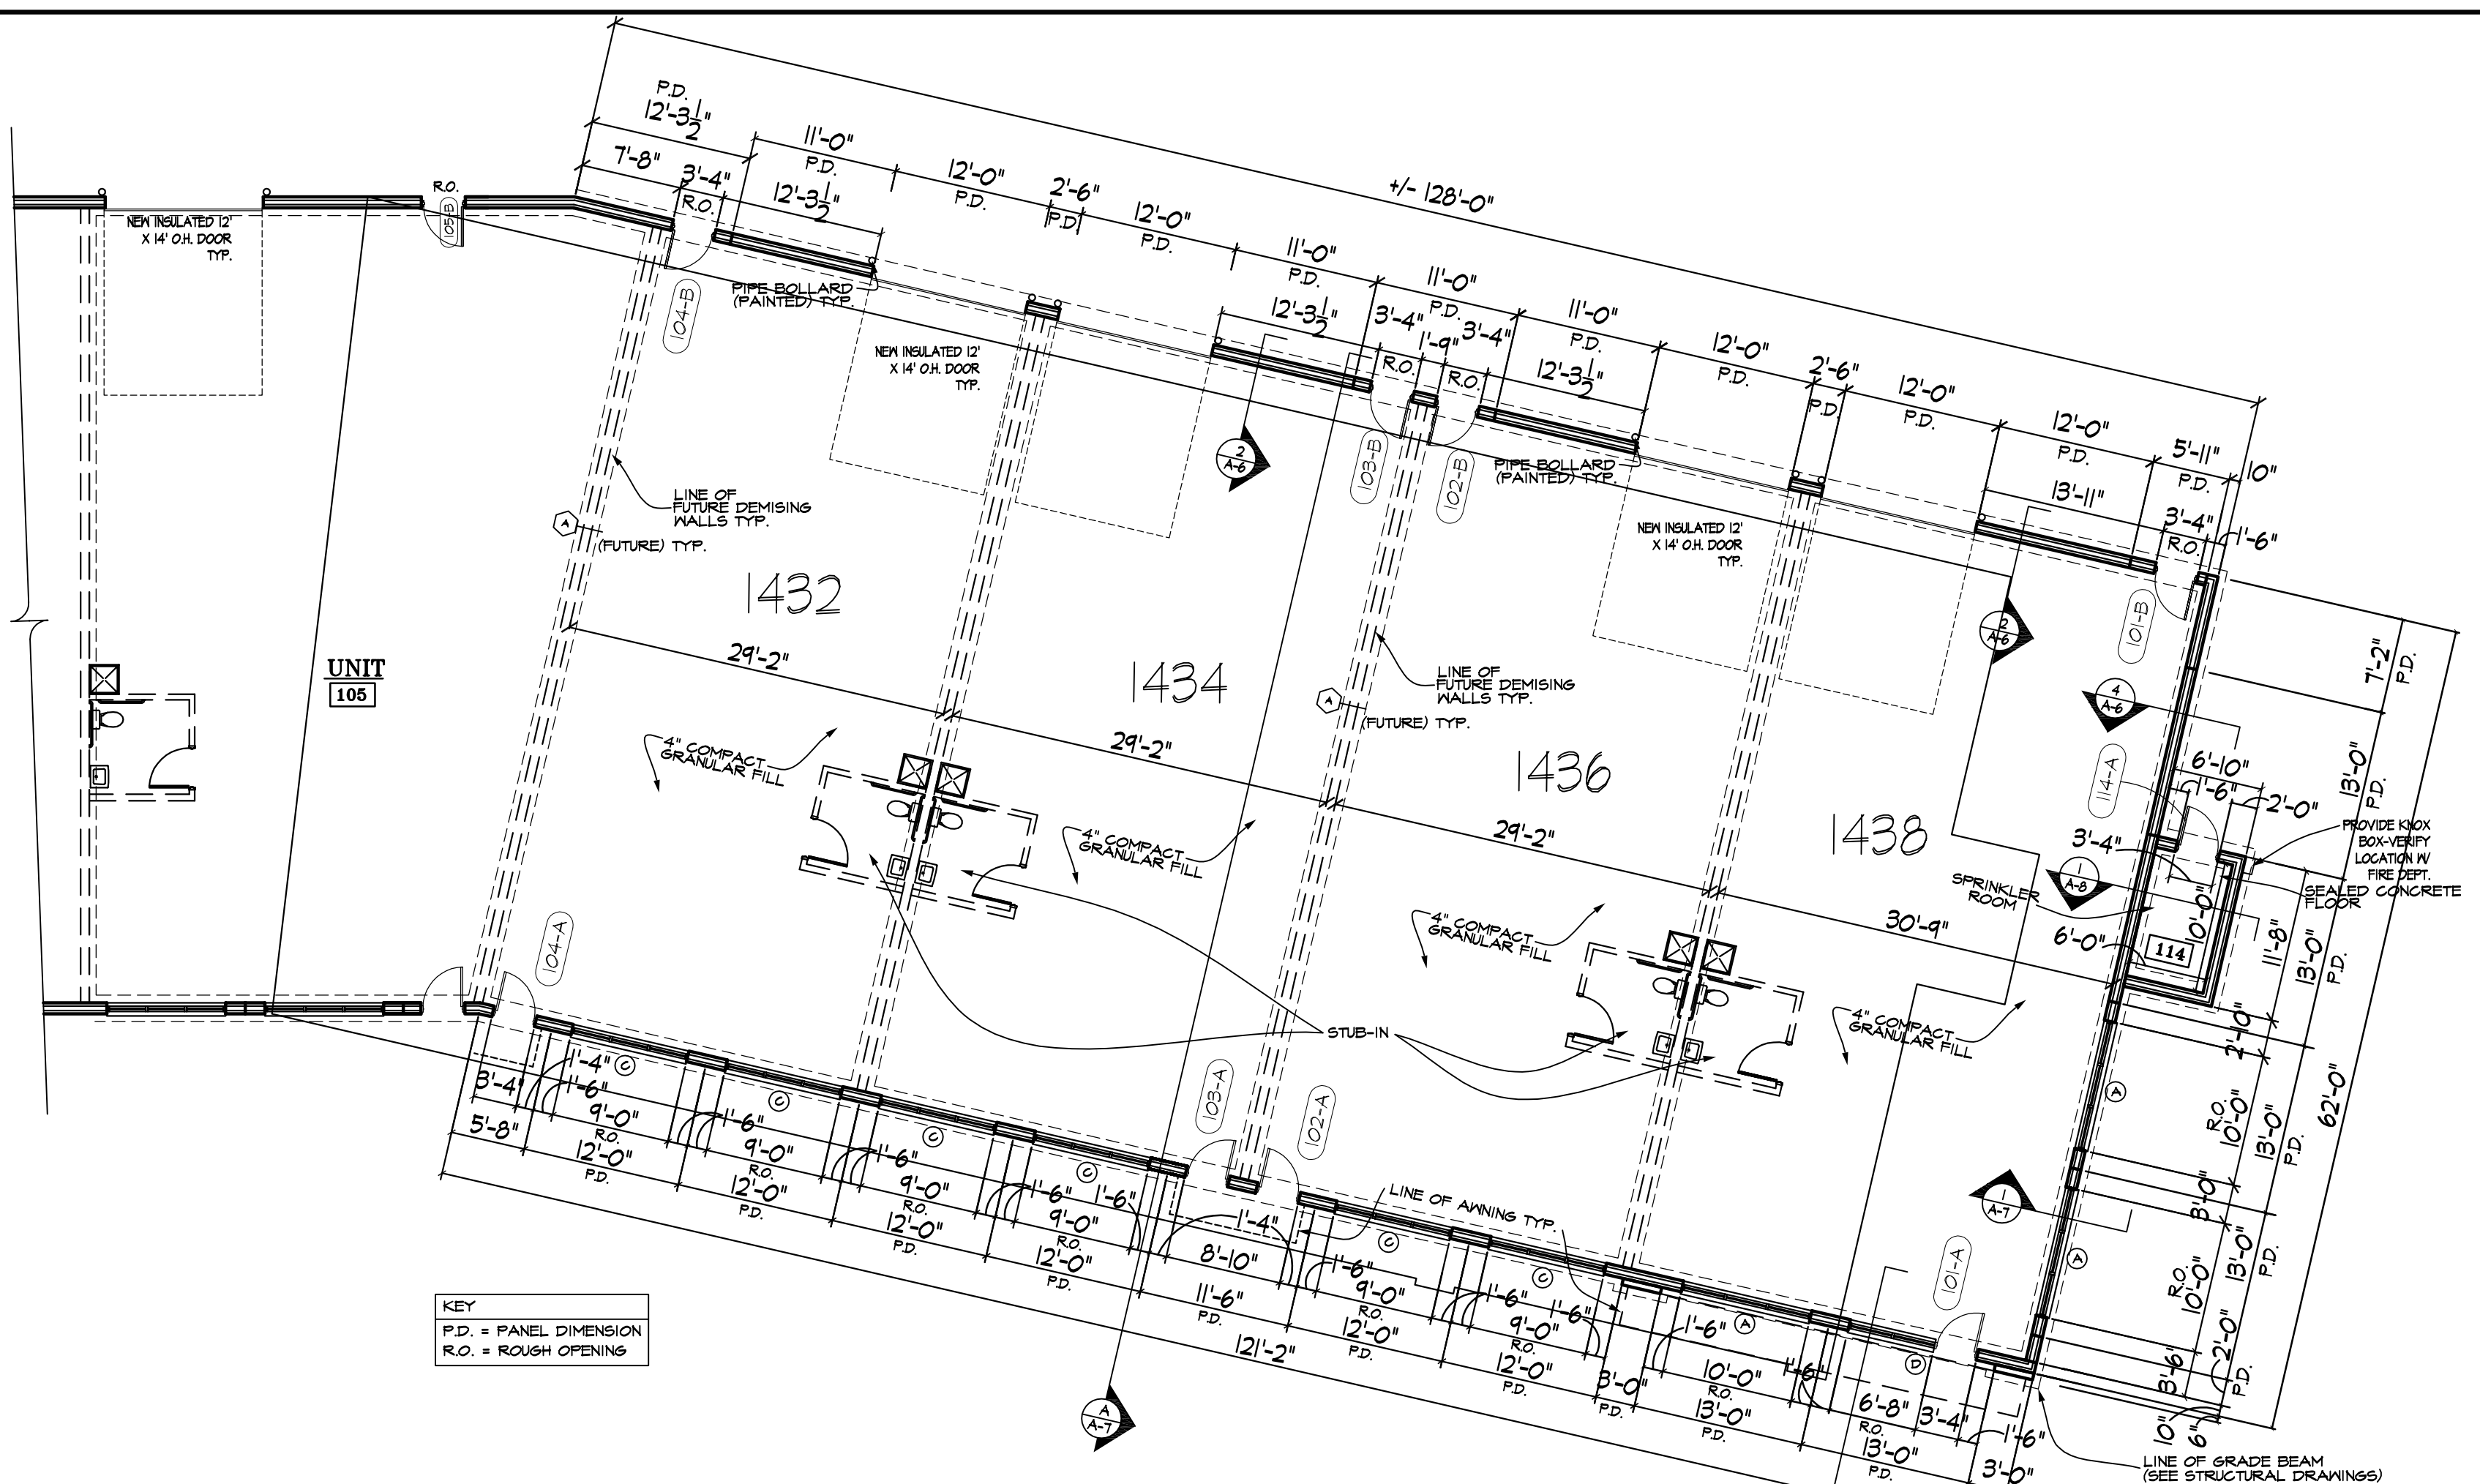 +/- 128'-0"
P.D.
12'-3 1/2"
11'-0"
P.D.
12'-0"
P.D.
2'-6"
P.D.
12'-0"
P.D.
11'-0"
P.D.
11'-0"
P.D.
11'-0"
P.D.
12'-0"
P.D.
2'-6"
P.D.
12'-0"
P.D.
12'-0"
P.D.
5'-11"
P.D.
10"
7'-8"
3'-4"
R.O.
12'-3 1/2"
12'-3 1/2"
3'-4"
R.O.
1'-9"
3'-4"
R.O.
12'-3 1/2"
13'-11"
3'-4"
R.O.
1'-6"
R.O.
105-B
NEW INSULATED 12'
X 14' O.H. DOOR
TYP.
PIPE BOLLARD
(PAINTED) TYP.
104-B
NEW INSULATED 12'
X 14' O.H. DOOR
TYP.
2
A-6
103-B
102-B
PIPE BOLLARD
(PAINTED) TYP.
NEW INSULATED 12'
X 14' O.H. DOOR
TYP.
LINE OF
FUTURE DEMISING
WALLS TYP.
A
(FUTURE) TYP.
1432
29'-2"
1434
29'-2"
LINE OF
FUTURE DEMISING
WALLS TYP.
A
(FUTURE) TYP.
1436
29'-2"
1438
30'-9"
2
A-6
101-B
4
A-6
114-A
1
A-8
UNIT
105
7'-2"
P.D.
13'-0"
P.D.
6'-10"
1'-6"
2'-0"
3'-4"
PROVIDE KNOX
BOX-VERIFY
LOCATION W/
FIRE DEPT.
SEALED CONCRETE
FLOOR
SPRINKLER
ROOM
10'-0"
6'-0"
114
11'-8"
13'-0"
P.D.
2'-10"
62'-0"
R.O.
10'-0"
13'-0"
P.D.
3'-0"
R.O.
10'-0"
13'-0"
P.D.
3'-6"
2'-0"
P.D.
10"
6"
4" COMPACT
GRANULAR FILL
4" COMPACT
GRANULAR FILL
4" COMPACT
GRANULAR FILL
4" COMPACT
GRANULAR FILL
STUB-IN
104-A
103-A
102-A
101-A
A
A
1
A-7
LINE OF AWNING TYP.
C
C
C
C
C
C
A
D
3'-4"
1'-4"
1'-6"
9'-0"
R.O.
1'-6"
9'-0"
R.O.
1'-6"
9'-0"
R.O.
1'-6"
9'-0"
R.O.
1'-6"
8'-10"
1'-4"
1'-6"
9'-0"
R.O.
1'-6"
9'-0"
R.O.
1'-6"
1'-6"
10'-0"
R.O.
1'-6"
6'-8"
R.O.
3'-4"
1'-6"
5'-8"
12'-0"
P.D.
12'-0"
P.D.
12'-0"
P.D.
12'-0"
P.D.
11'-6"
P.D.
12'-0"
P.D.
12'-0"
P.D.
3'-0"
P.D.
13'-0"
P.D.
13'-0"
P.D.
3'-0"
121'-2"
A
A-7
LINE OF GRADE BEAM
(SEE STRUCTURAL DRAWINGS)
KEY
P.D. = PANEL DIMENSION
R.O. = ROUGH OPENING